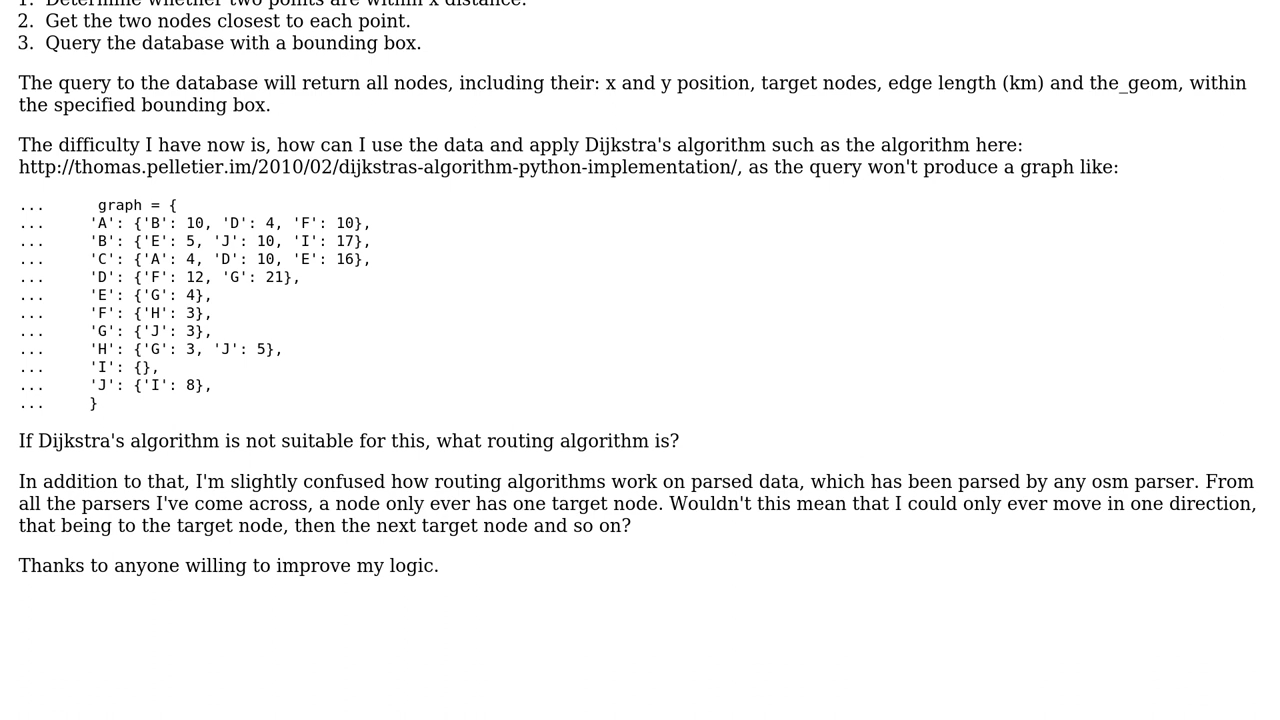 1. Determine whether two points are within x distance.
2. Get the two nodes closest to each point.
3. Query the database with a bounding box.
The query to the database will return all nodes, including their: x and y position, target nodes, edge length (km) and the_geom, within
the specified bounding box.
The difficulty I have now is, how can I use the data and apply Dijkstra's algorithm such as the algorithm here:
http://thomas.pelletier.im/2010/02/dijkstras-algorithm-python-implementation/, as the query won't produce a graph like:
...      graph = {
...     'A': {'B': 10, 'D': 4, 'F': 10},
...     'B': {'E': 5, 'J': 10, 'I': 17},
...     'C': {'A': 4, 'D': 10, 'E': 16},
...     'D': {'F': 12, 'G': 21},
...     'E': {'G': 4},
...     'F': {'H': 3},
...     'G': {'J': 3},
...     'H': {'G': 3, 'J': 5},
...     'I': {},
...     'J': {'I': 8},
...     }
If Dijkstra's algorithm is not suitable for this, what routing algorithm is?
In addition to that, I'm slightly confused how routing algorithms work on parsed data, which has been parsed by any osm parser. From
all the parsers I've come across, a node only ever has one target node. Wouldn't this mean that I could only ever move in one direction,
that being to the target node, then the next target node and so on?
Thanks to anyone willing to improve my logic.